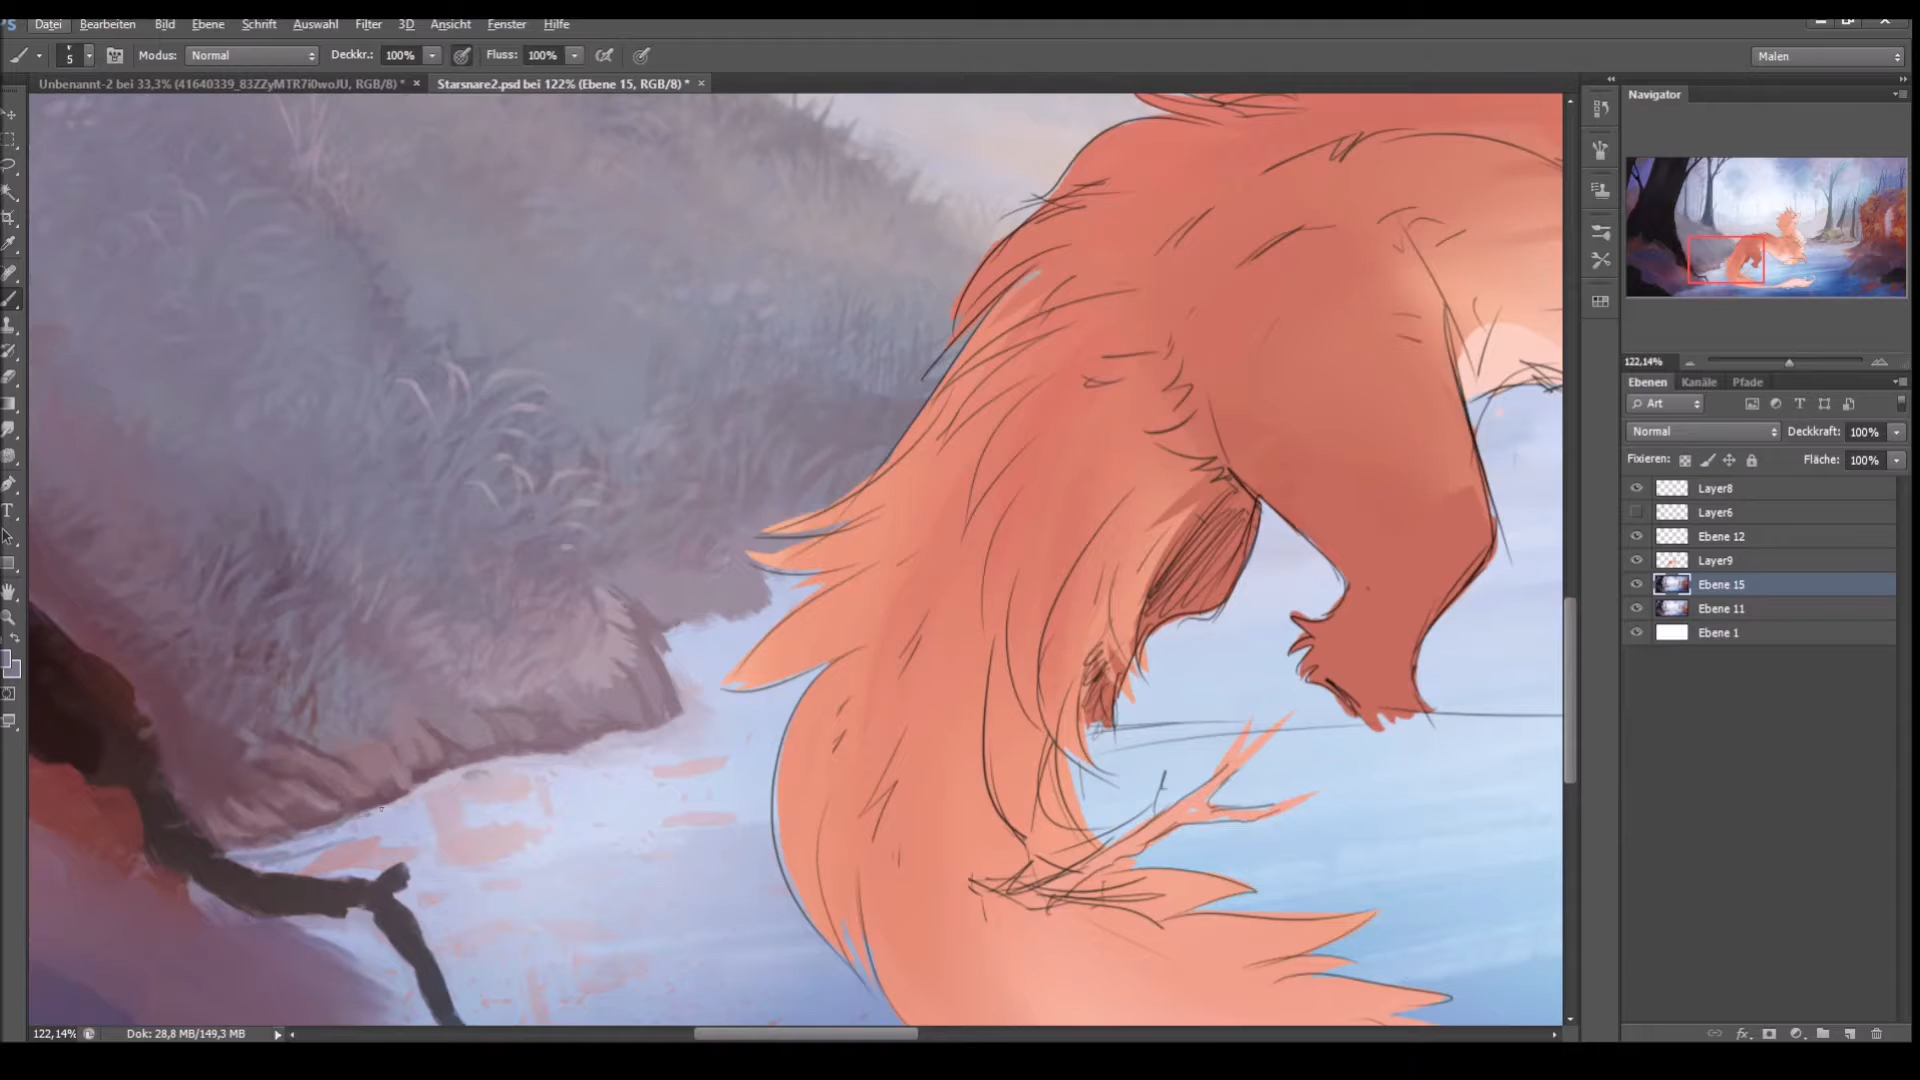 Datei Bearbeiten Bild Ebene Schrift Auswahl Filter 3D Ansicht Fenster Hilfe
5 Modus: Normal Deckkr.: 100% Fluss: 100% Malen
Unbenannt-2 bei 33,3% (41640339_83ZZyMTR7i0woJU, RGB/8) * × Starsnare2.psd bei 122% (Ebene 15, RGB/8) * ×
Navigator
122,14%
Ebenen Kanäle Pfade
Art
Normal Deckkraft: 100%
Fixieren: Fläche: 100%
Layer8
Layer6
Ebene 12
Layer9
Ebene 15
Ebene 11
Ebene 1
122,14% Dok: 28,8 MB/149,3 MB